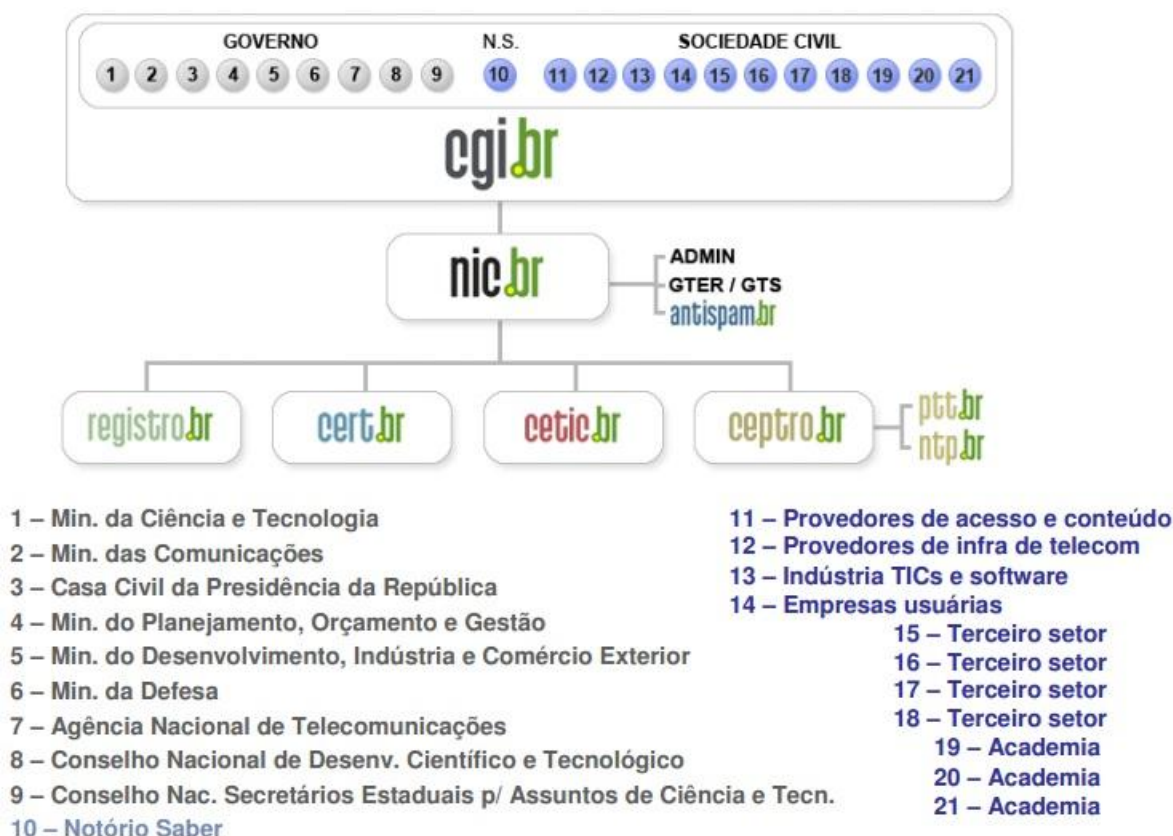 GOVERNO N.S. SOCIEDADE CIVIL
1 2 3 4 5 6 7 8 9 10 11 12 13 14 15 16 17 18 19 20 21
cgi.br
nic.br
ADMIN
GTER / GTS
antispam.br
registro.br cert.br cetic.br ceptro.br
ptt.br
ntp.br
1 – Min. da Ciência e Tecnologia
2 – Min. das Comunicações
3 – Casa Civil da Presidência da República
4 – Min. do Planejamento, Orçamento e Gestão
5 – Min. do Desenvolvimento, Indústria e Comércio Exterior
6 – Min. da Defesa
7 – Agência Nacional de Telecomunicações
8 – Conselho Nacional de Desenv. Científico e Tecnológico
9 – Conselho Nac. Secretários Estaduais p/ Assuntos de Ciência e Tecn.
10 – Notório Saber
11 – Provedores de acesso e conteúdo
12 – Provedores de infra de telecom
13 – Indústria TICs e software
14 – Empresas usuárias
15 – Terceiro setor
16 – Terceiro setor
17 – Terceiro setor
18 – Terceiro setor
19 – Academia
20 – Academia
21 – Academia